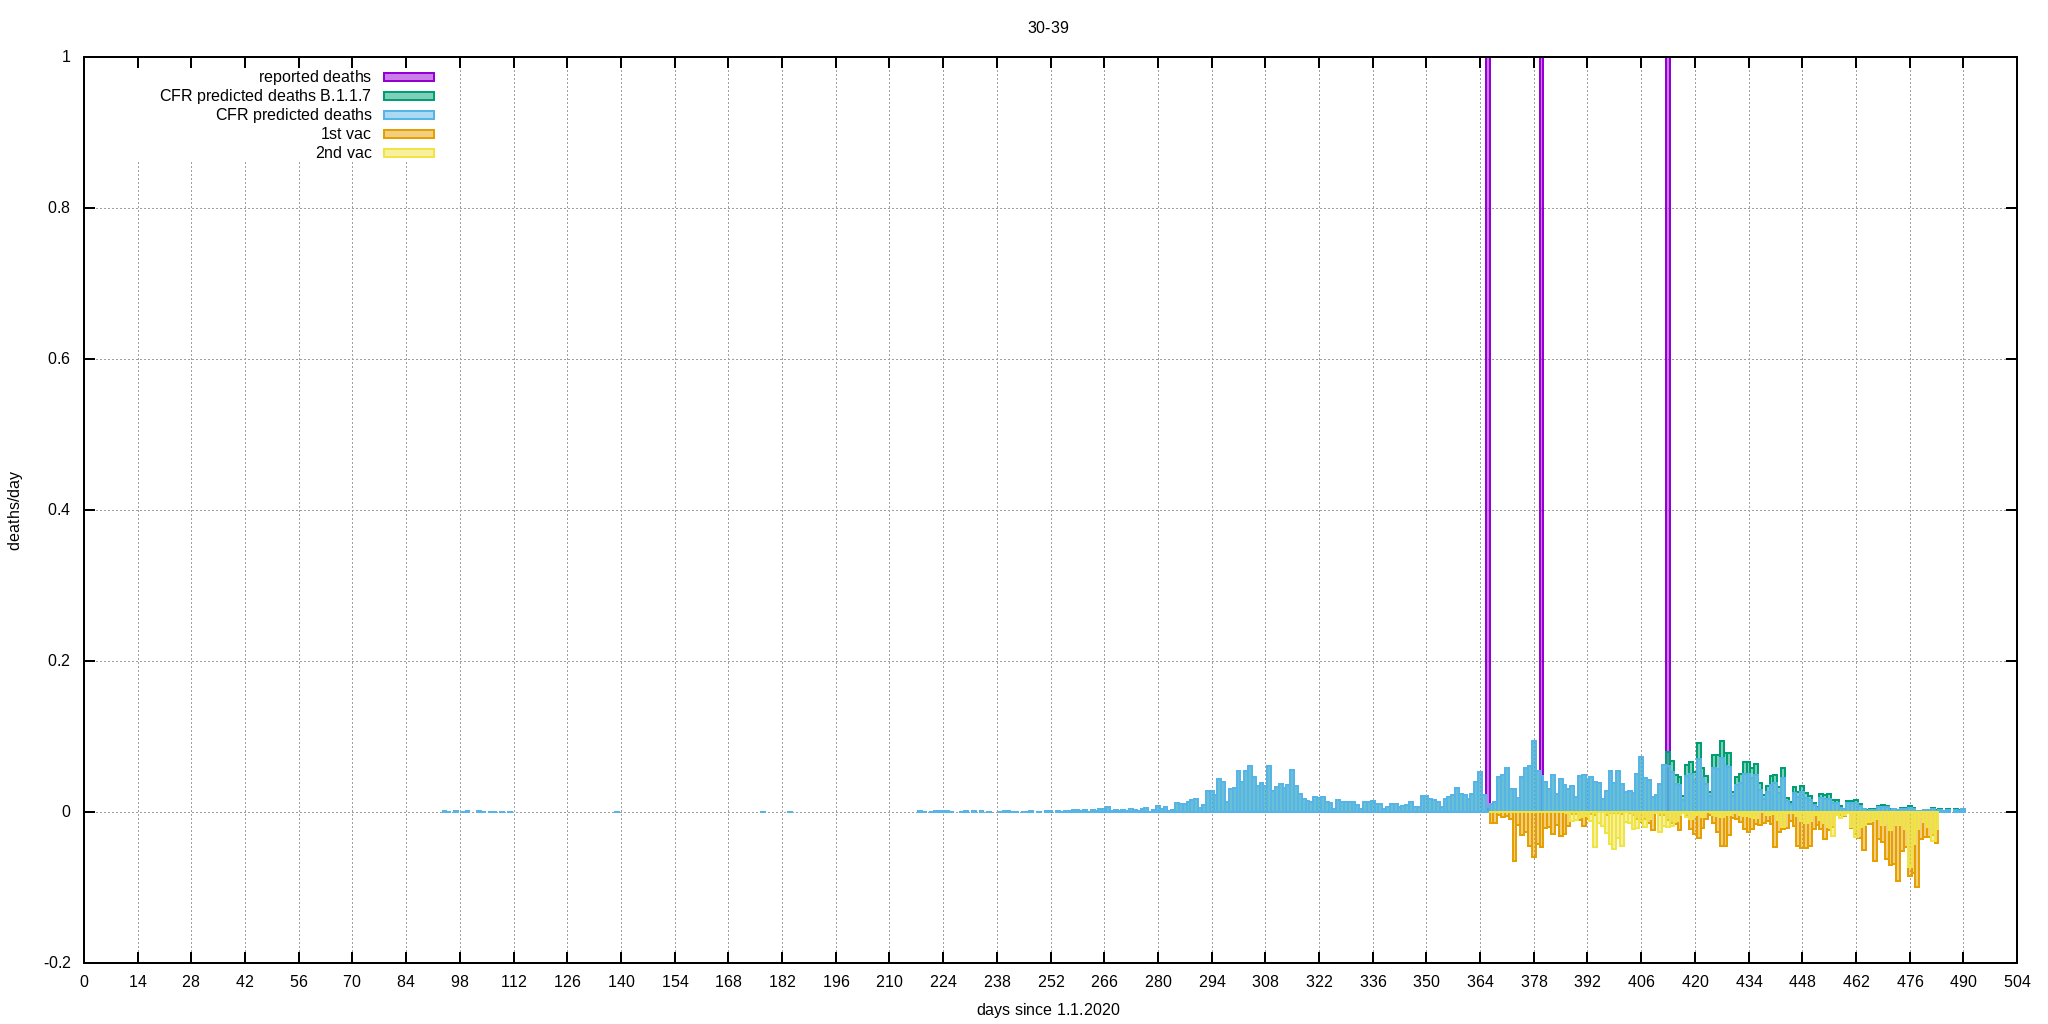 30-39
1
reported deaths
CFR predicted deaths B.1.1.7
CFR predicted deaths
1st vac
2nd vac
0.8
0.6
0.4
0.2
0
-0.2
deaths/day
0 14 28 42 56 70 84 98 112 126 140 154 168 182 196 210 224 238 252 266 280 294 308 322 336 350 364 378 392 406 420 434 448 462 476 490 504
days since 1.1.2020